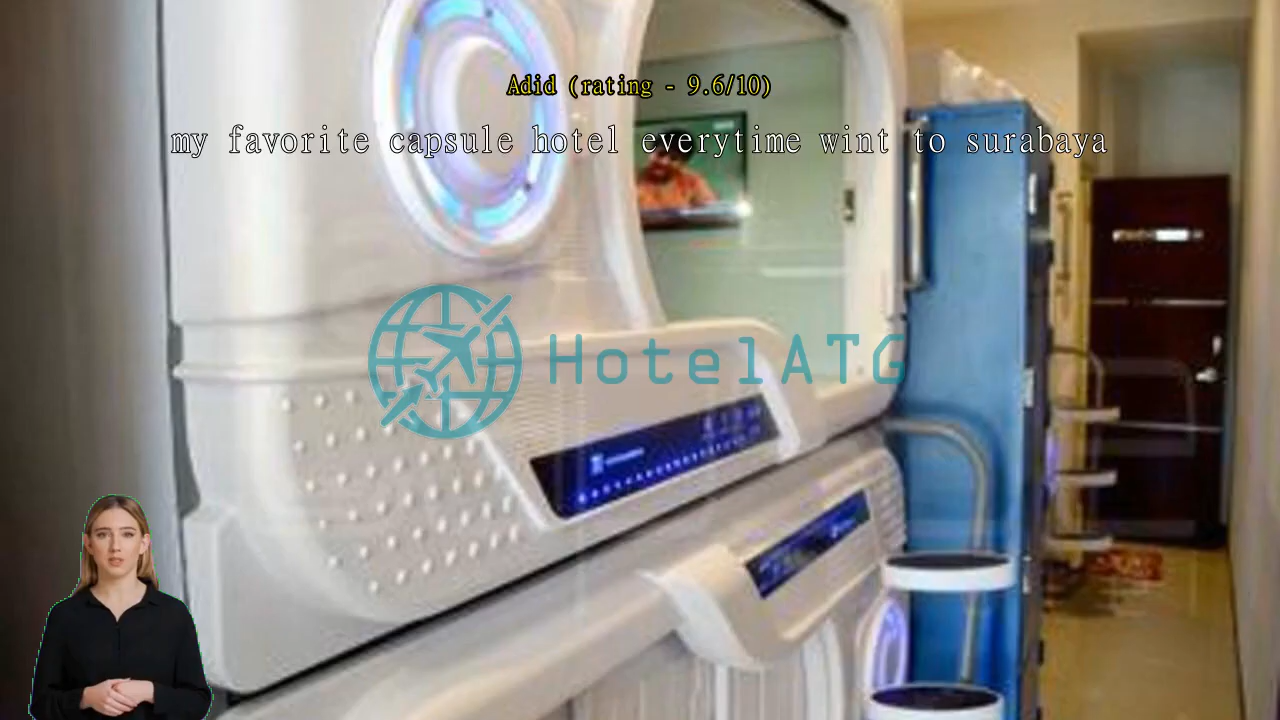 Adid (rating - 9.6/10)
my favorite capsule hotel everytime wint to surabaya
HotelATG